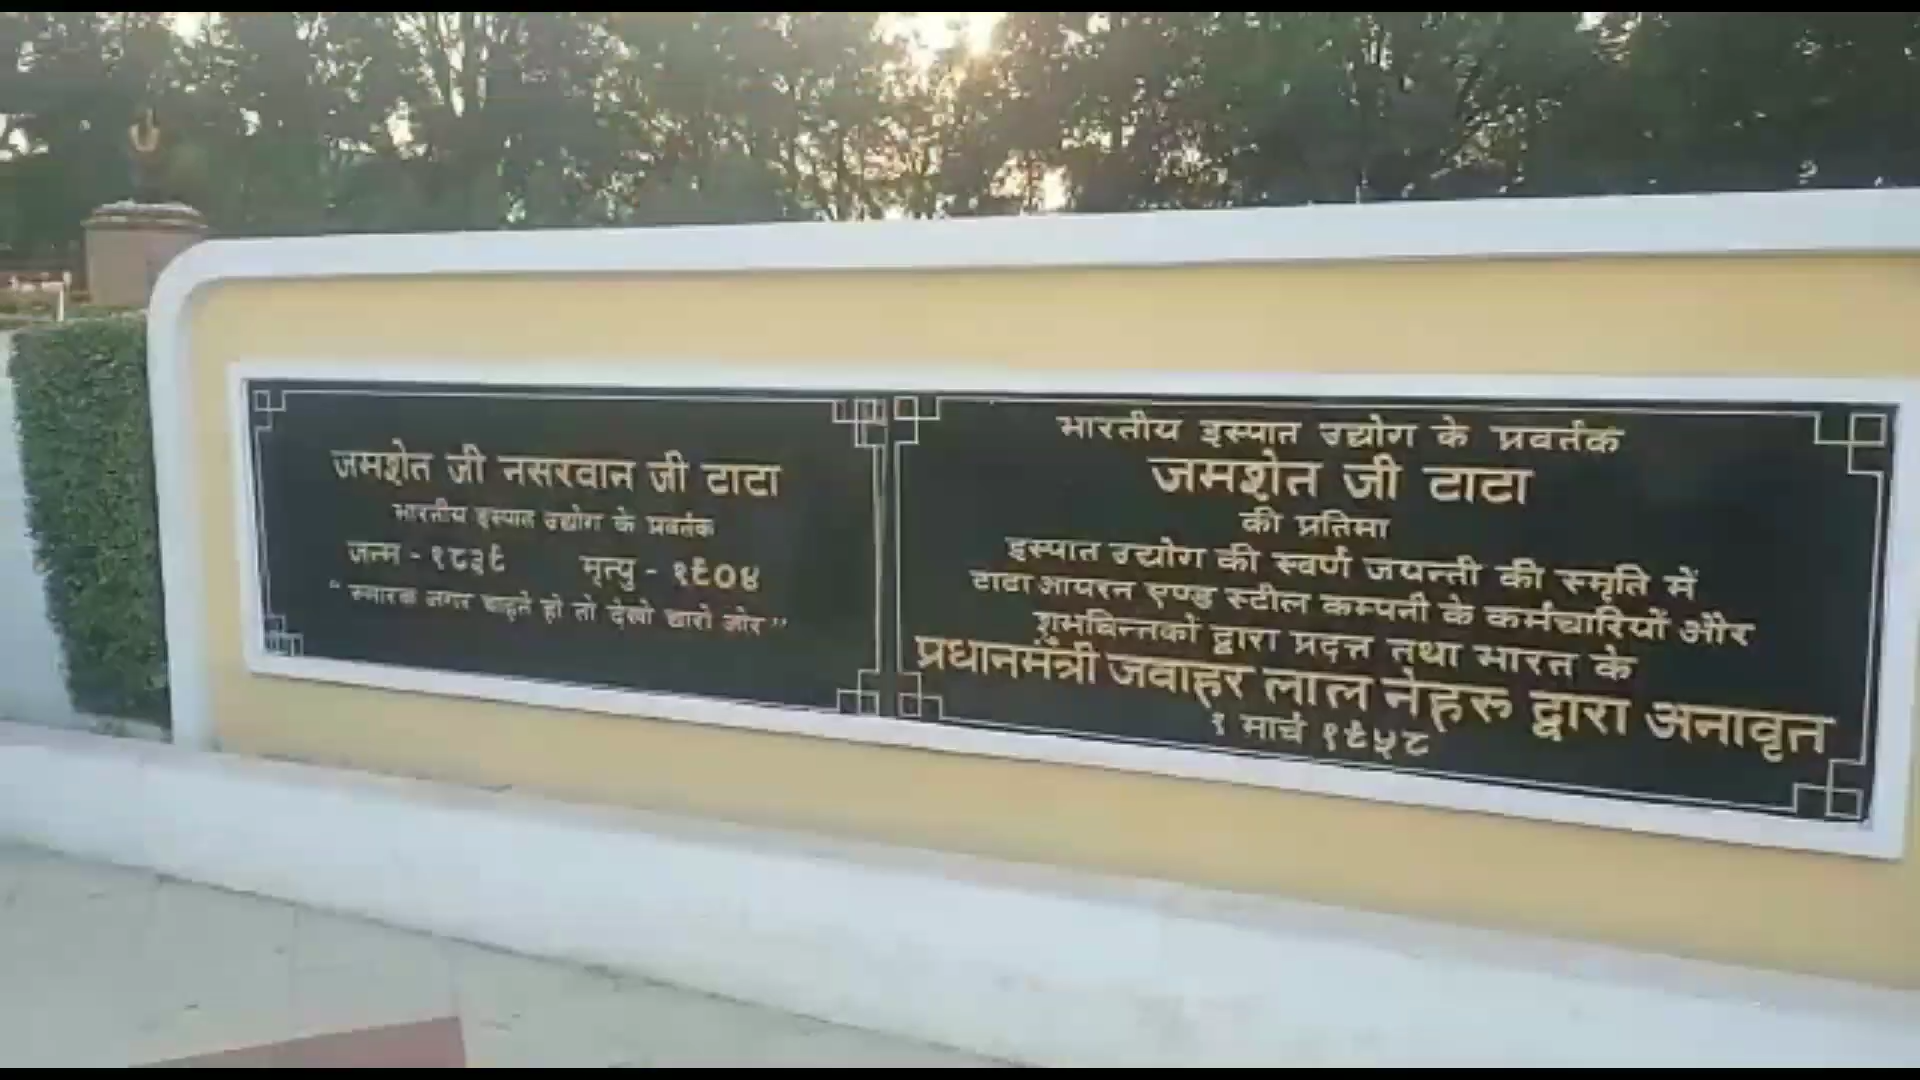 जमशेत जी नसरवान जी टाटा
भारतीय इस्पात उद्योग के प्रवर्तक
जन्म - १८३९ मृत्यु - १९०४
“ स्मारक अगर चाहते हो तो देखो चारो ओर ”
भारतीय इस्पात उद्योग के प्रवर्तक
जमशेत जी टाटा
की प्रतिमा
इस्पात उद्योग की स्वर्ण जयन्ती की स्मृति में
टाटा आयरन एण्ड स्टील कम्पनी के कर्मचारियों और
शुभचिन्तकों द्वारा प्रदत्त तथा भारत के
प्रधानमंत्री जवाहर लाल नेहरू द्वारा अनावृत
१ मार्च १९५८